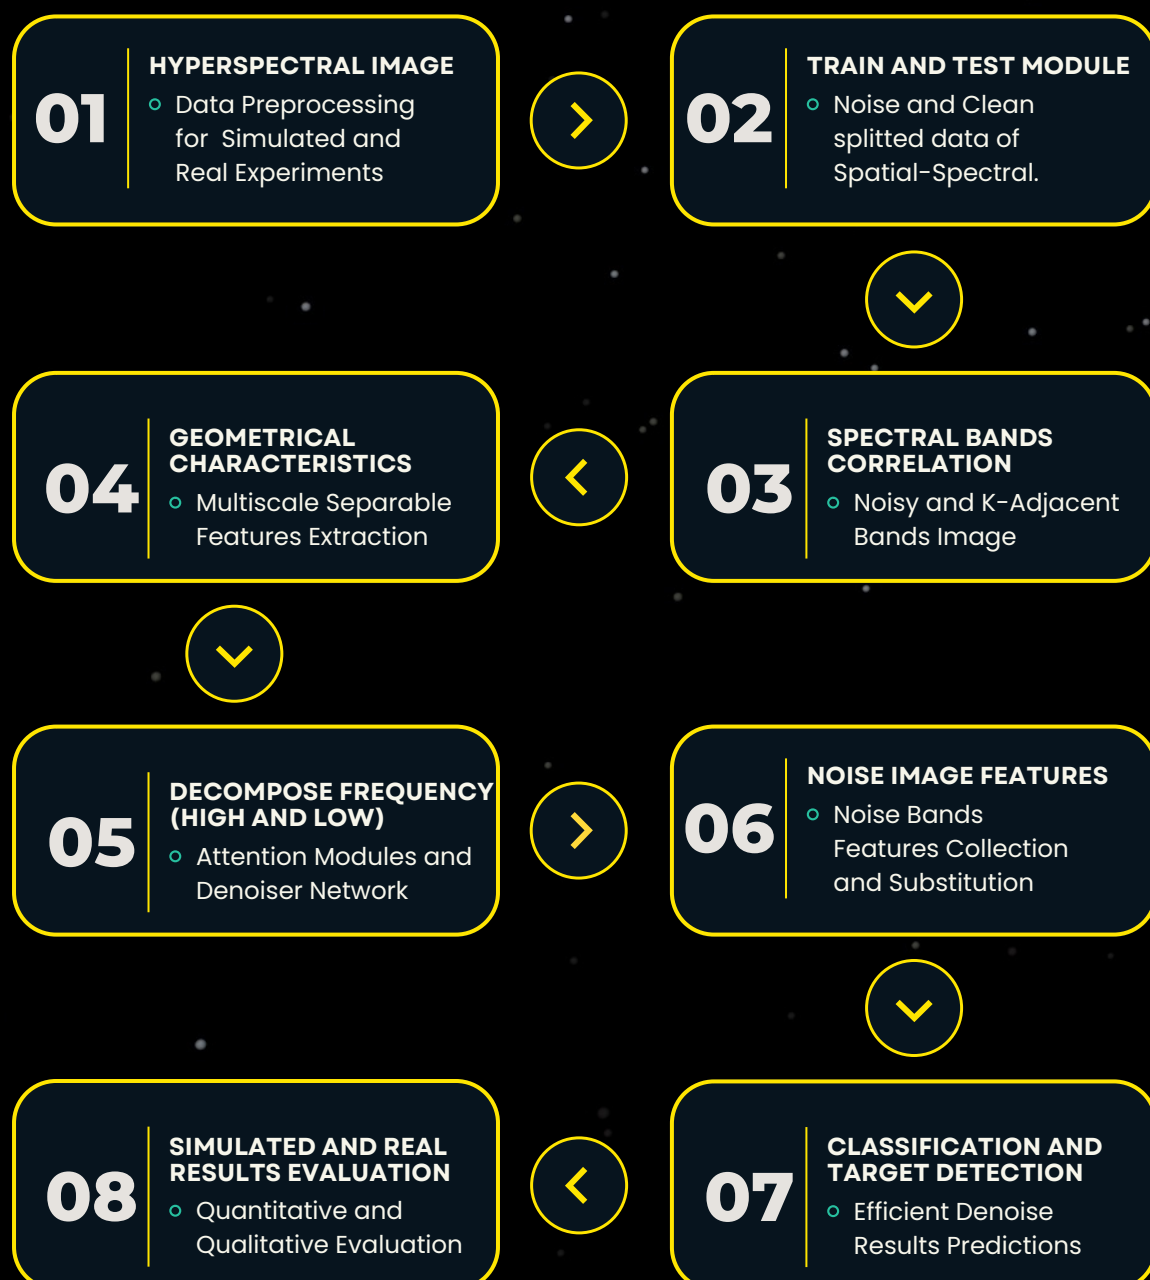 01
HYPERSPECTRAL IMAGE
Data Preprocessing
for Simulated and
Real Experiments
02
TRAIN AND TEST MODULE
Noise and Clean
splitted data of
Spatial-Spectral.
03
SPECTRAL BANDS
CORRELATION
Noisy and K-Adjacent
Bands Image
04
GEOMETRICAL
CHARACTERISTICS
Multiscale Separable
Features Extraction
05
DECOMPOSE FREQUENCY
(HIGH AND LOW)
Attention Modules and
Denoiser Network
06
NOISE IMAGE FEATURES
Noise Bands
Features Collection
and Substitution
07
CLASSIFICATION AND
TARGET DETECTION
Efficient Denoise
Results Predictions
08
SIMULATED AND REAL
RESULTS EVALUATION
Quantitative and
Qualitative Evaluation